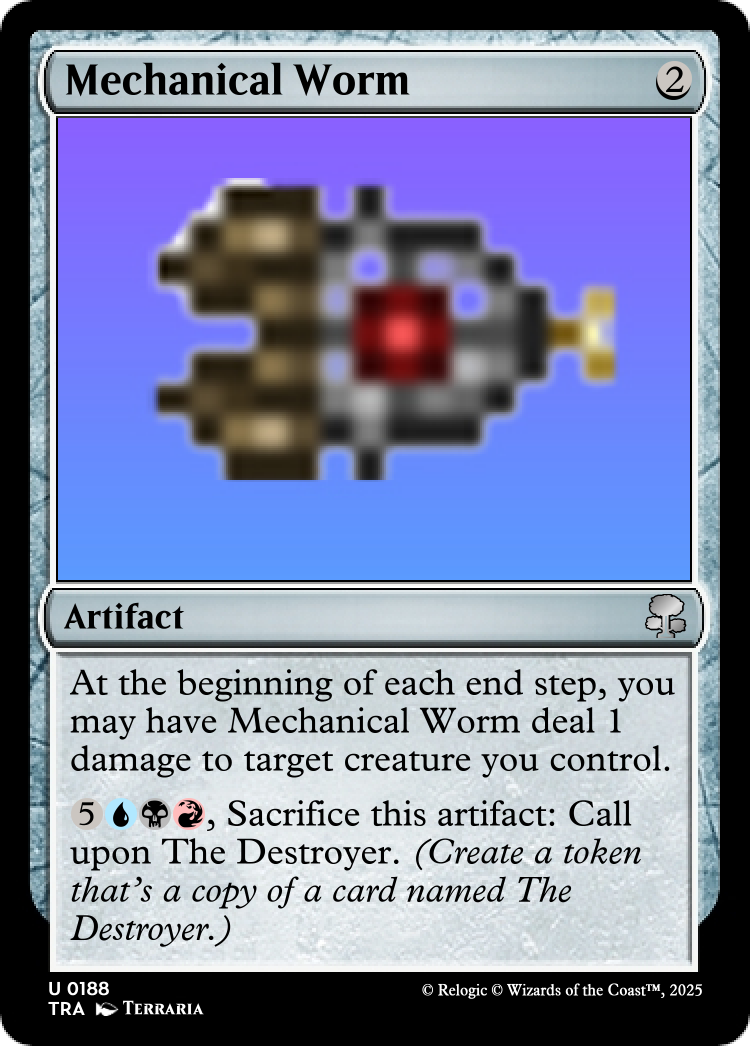 Mechanical Worm 2
Artifact
At the beginning of each end step, you
may have Mechanical Worm deal 1
damage to target creature you control.
5, Sacrifice this artifact: Call
upon The Destroyer. (Create a token
that's a copy of a card named The
Destroyer.)
U 0188
TRA Terraria
© Relogic © Wizards of the Coast™, 2025